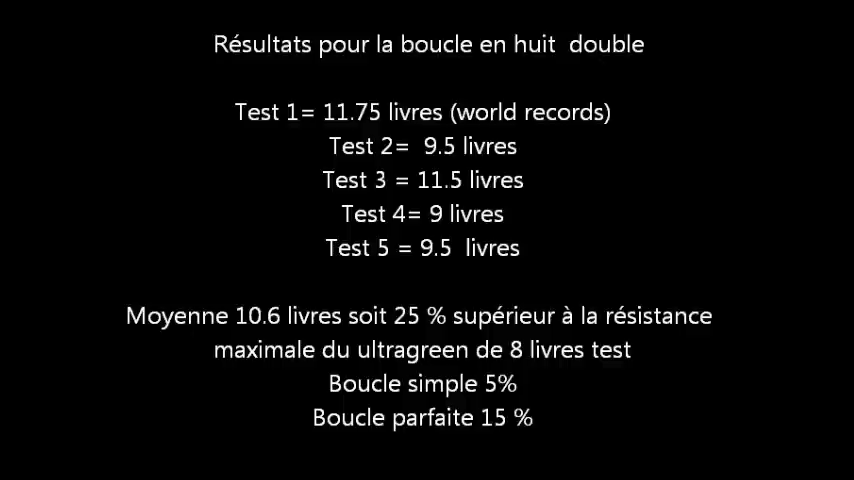 Résultats pour la boucle en huit  double
Test 1= 11.75 livres (world records)
Test 2=  9.5 livres
Test 3 = 11.5 livres
Test 4= 9 livres
Test 5 = 9.5  livres
Moyenne 10.6 livres soit 25 % supérieur à la résistance
maximale du ultragreen de 8 livres test
Boucle simple 5%
Boucle parfaite 15 %